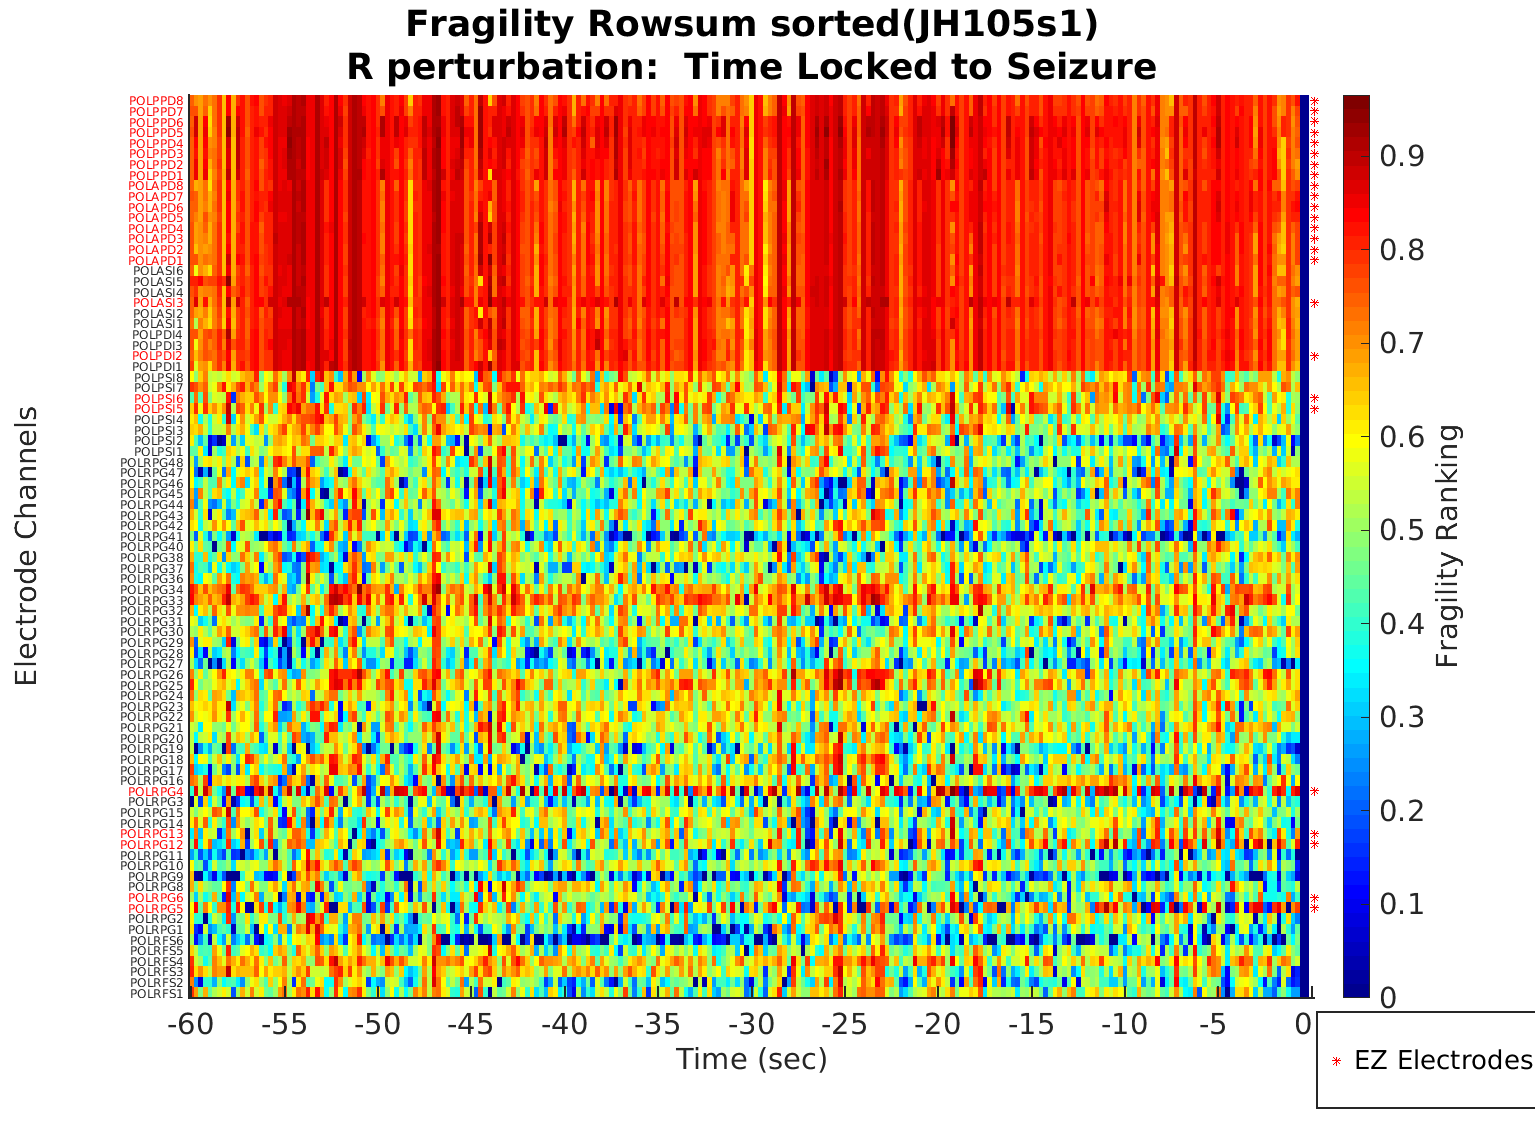 Fragility Rowsum sorted(JH105s1)
R perturbation:  Time Locked to Seizure
Electrode Channels
POLPPD8
POLPPD7
POLPPD6
POLPPD5
POLPPD4
POLPPD3
POLPPD2
POLPPD1
POLAPD8
POLAPD7
POLAPD6
POLAPD5
POLAPD4
POLAPD3
POLAPD2
POLAPD1
POLASI6
POLASI5
POLASI4
POLASI3
POLASI2
POLASI1
POLPDI4
POLPDI3
POLPDI2
POLPDI1
POLPSI8
POLPSI7
POLPSI6
POLPSI5
POLPSI4
POLPSI3
POLPSI2
POLPSI1
POLRPG48
POLRPG47
POLRPG46
POLRPG45
POLRPG44
POLRPG43
POLRPG42
POLRPG41
POLRPG40
POLRPG38
POLRPG37
POLRPG36
POLRPG34
POLRPG33
POLRPG32
POLRPG31
POLRPG30
POLRPG29
POLRPG28
POLRPG27
POLRPG26
POLRPG25
POLRPG24
POLRPG23
POLRPG22
POLRPG21
POLRPG20
POLRPG19
POLRPG18
POLRPG17
POLRPG16
POLRPG4
POLRPG3
POLRPG15
POLRPG14
POLRPG13
POLRPG12
POLRPG11
POLRPG10
POLRPG9
POLRPG8
POLRPG6
POLRPG5
POLRPG2
POLRPG1
POLRFS6
POLRFS5
POLRFS4
POLRFS3
POLRFS2
POLRFS1
-60 -55 -50 -45 -40 -35 -30 -25 -20 -15 -10 -5 0
Time (sec)
0.9
0.8
0.7
0.6
0.5
0.4
0.3
0.2
0.1
0
Fragility Ranking
EZ Electrodes